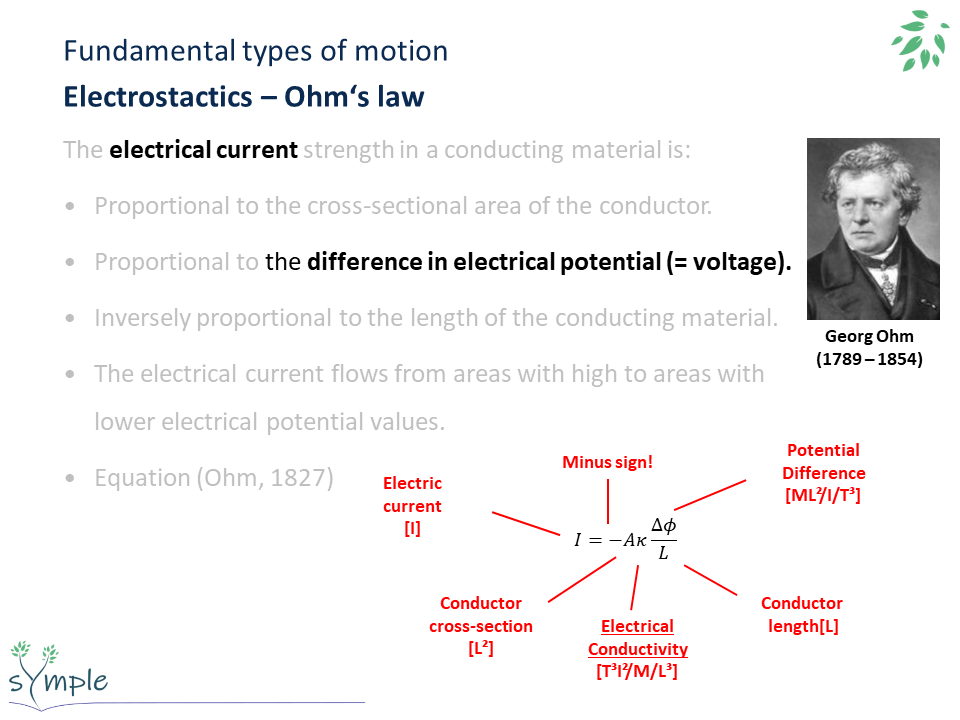 Fundamental types of motion
Electrostactics – Ohm‘s law
The electrical current strength in a conducting material is:
• Proportional to the cross-sectional area of the conductor.
• Proportional to the difference in electrical potential (= voltage).
• Inversely proportional to the length of the conducting material.
• The electrical current flows from areas with high to areas with
lower electrical potential values.
• Equation (Ohm, 1827)
Georg Ohm
(1789 – 1854)
Minus sign!
Potential
Difference
[ML²/I/T³]
Electric
current
[I]
I = −Aκ Δϕ/L
Conductor
cross-section
[L²]
Electrical
Conductivity
[T³I²/M/L³]
Conductor
length[L]
symple